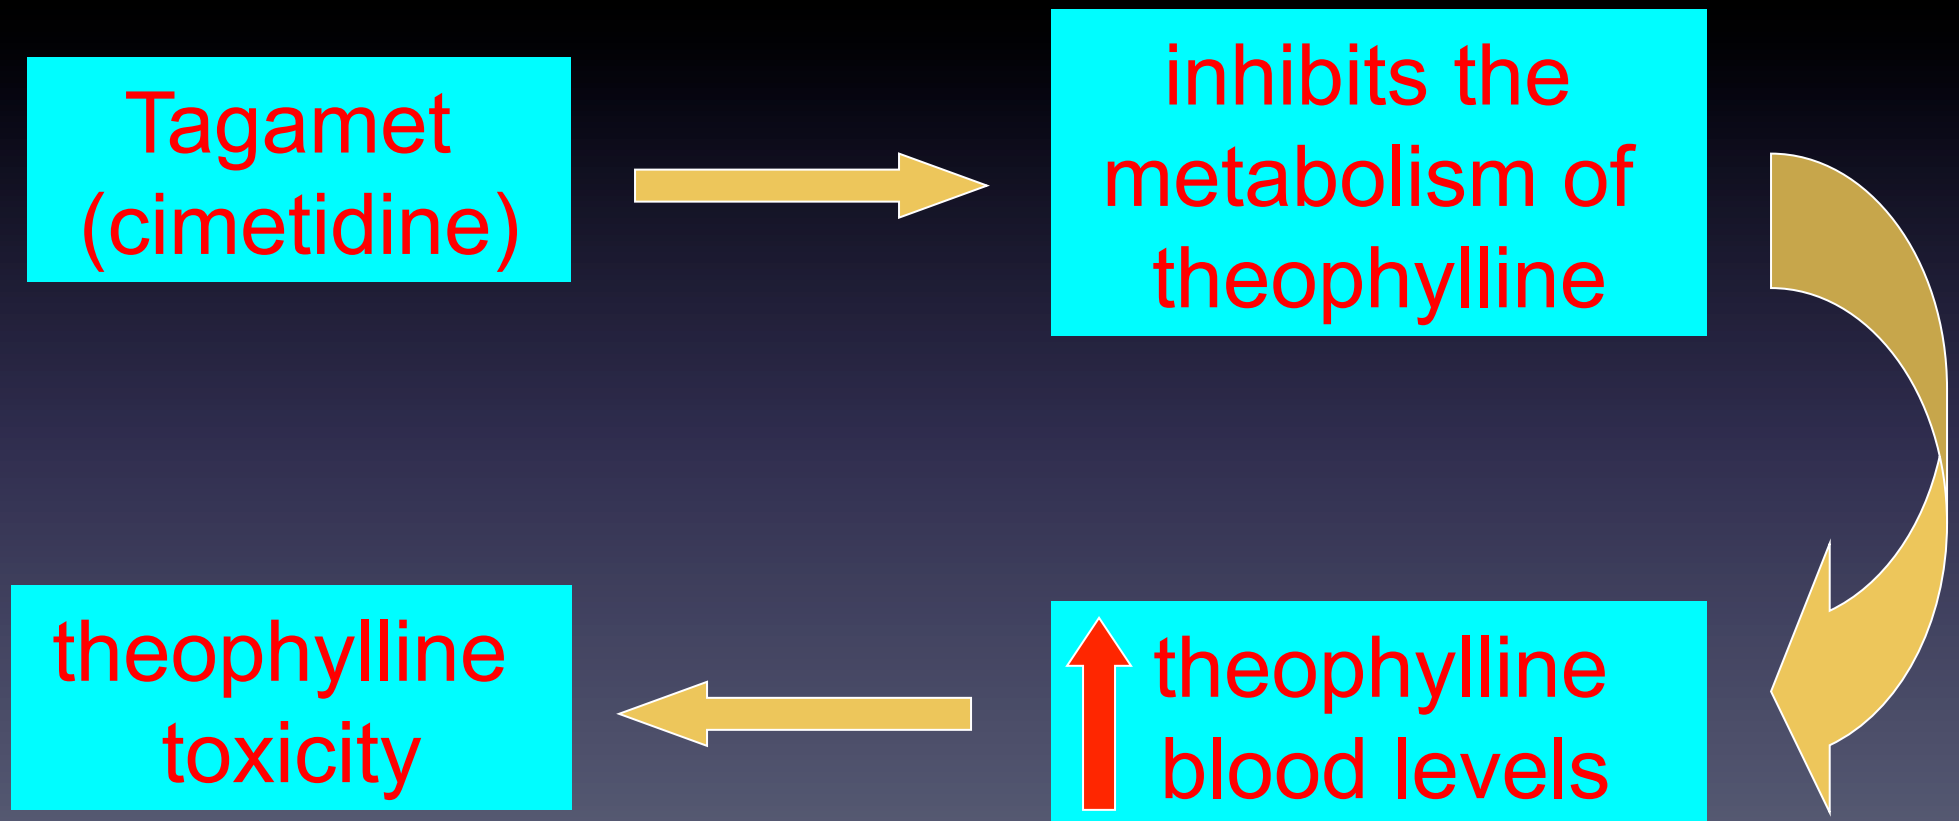 Tagamet
(cimetidine)
inhibits the
metabolism of
theophylline
theophylline
blood levels
theophylline
toxicity